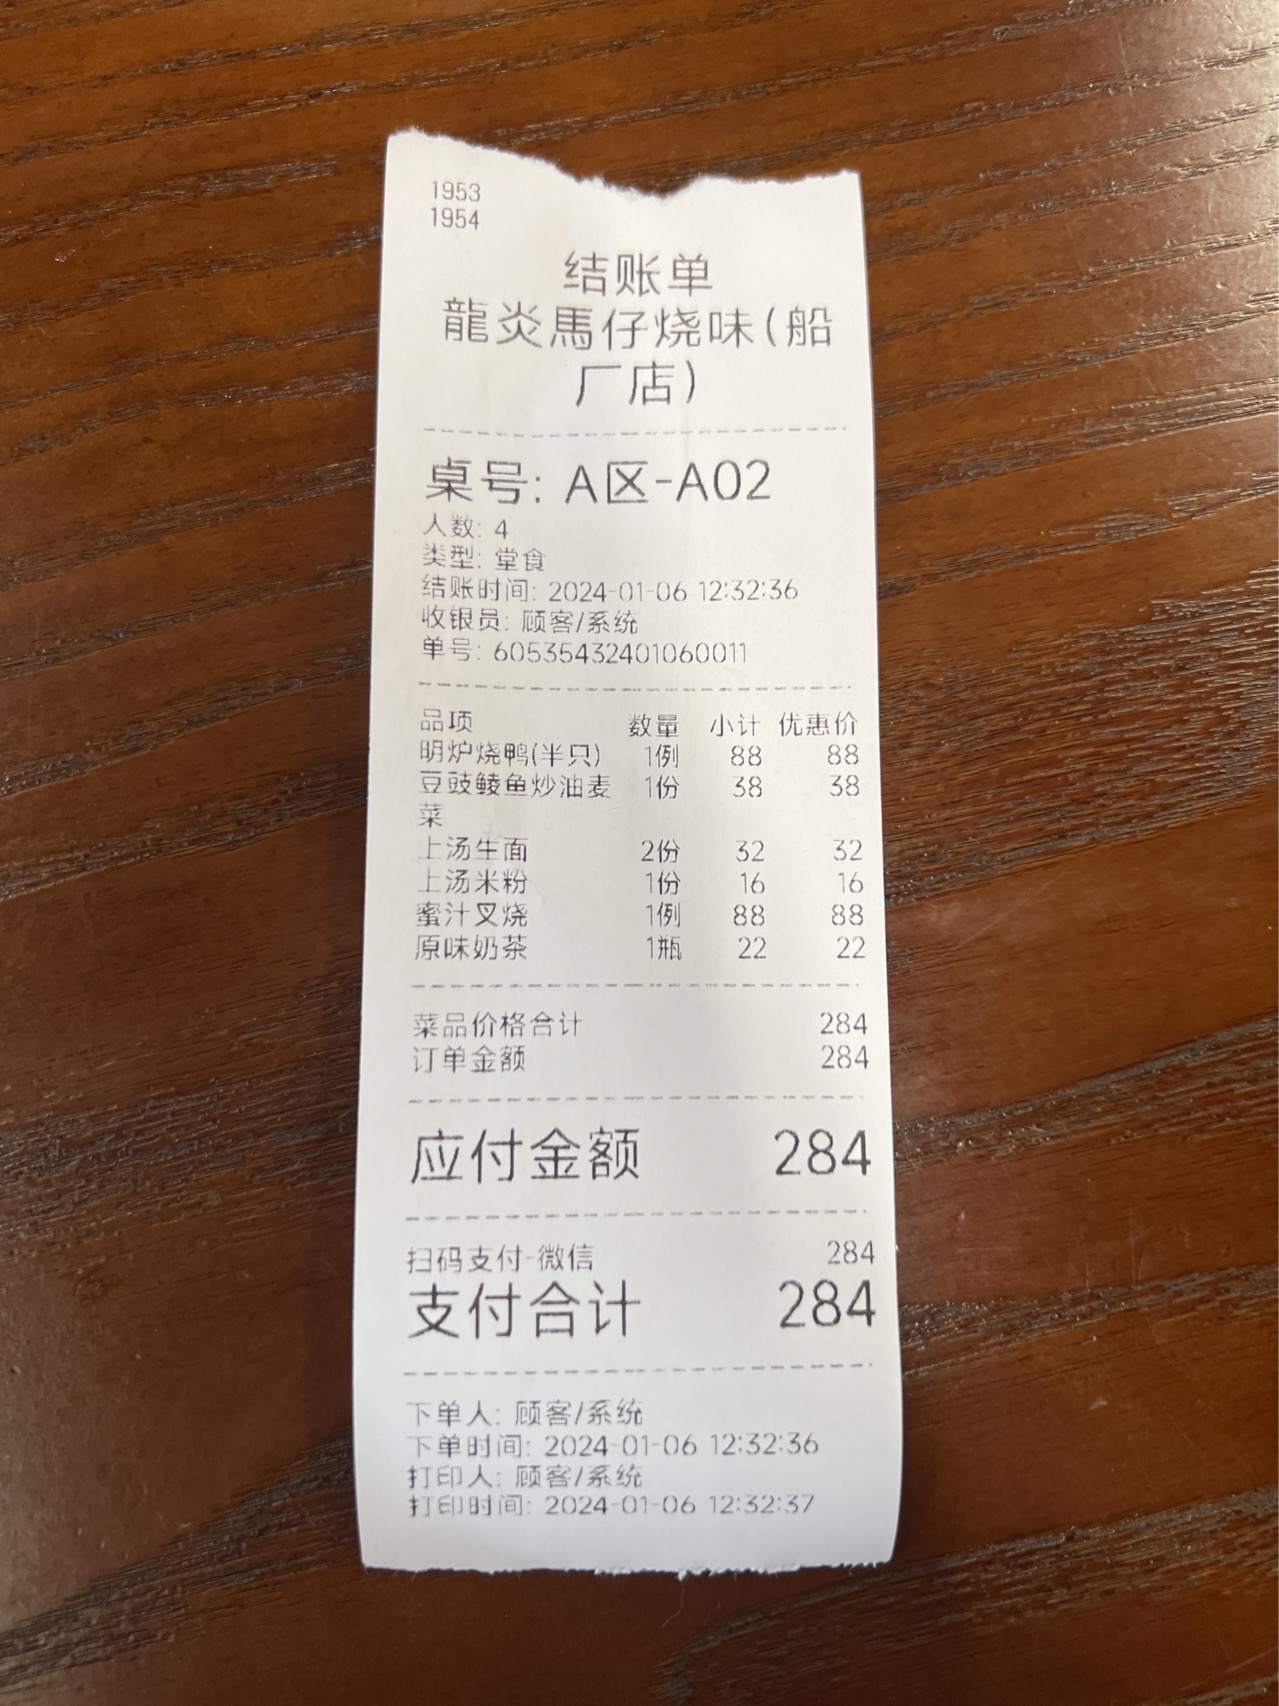 1953
1954
结账单
龍炎馬仔烧味(船
厂店)
桌号: A区-A02
人数: 4
类型: 堂食
结账时间: 2024-01-06 12:32:36
收银员: 顾客/系统
单号: 605354324010600011
品项 数量 小计 优惠价
明炉烧鸭(半只) 1例 88 88
豆豉鲮鱼炒油麦 1份 38 38
菜
上汤生面 2份 32 32
上汤米粉 1份 16 16
蜜汁叉烧 1例 88 88
原味奶茶 1瓶 22 22
菜品价格合计 284
订单金额 284
应付金额 284
扫码支付-微信 284
支付合计 284
下单人: 顾客/系统
下单时间: 2024-01-06 12:32:36
打印人: 顾客/系统
打印时间: 2024-01-06 12:32:37